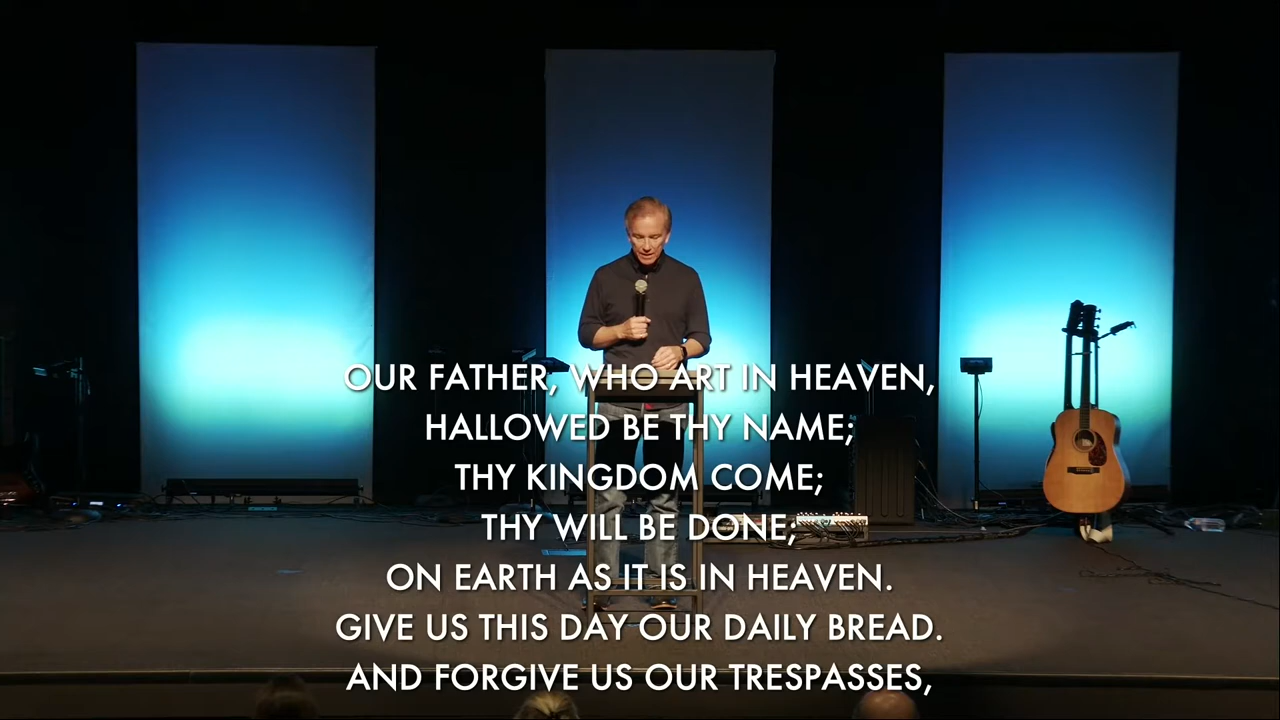 OUR FATHER, WHO ART IN HEAVEN,
HALLOWED BE THY NAME;
THY KINGDOM COME;
THY WILL BE DONE;
ON EARTH AS IT IS IN HEAVEN.
GIVE US THIS DAY OUR DAILY BREAD.
AND FORGIVE US OUR TRESPASSES,